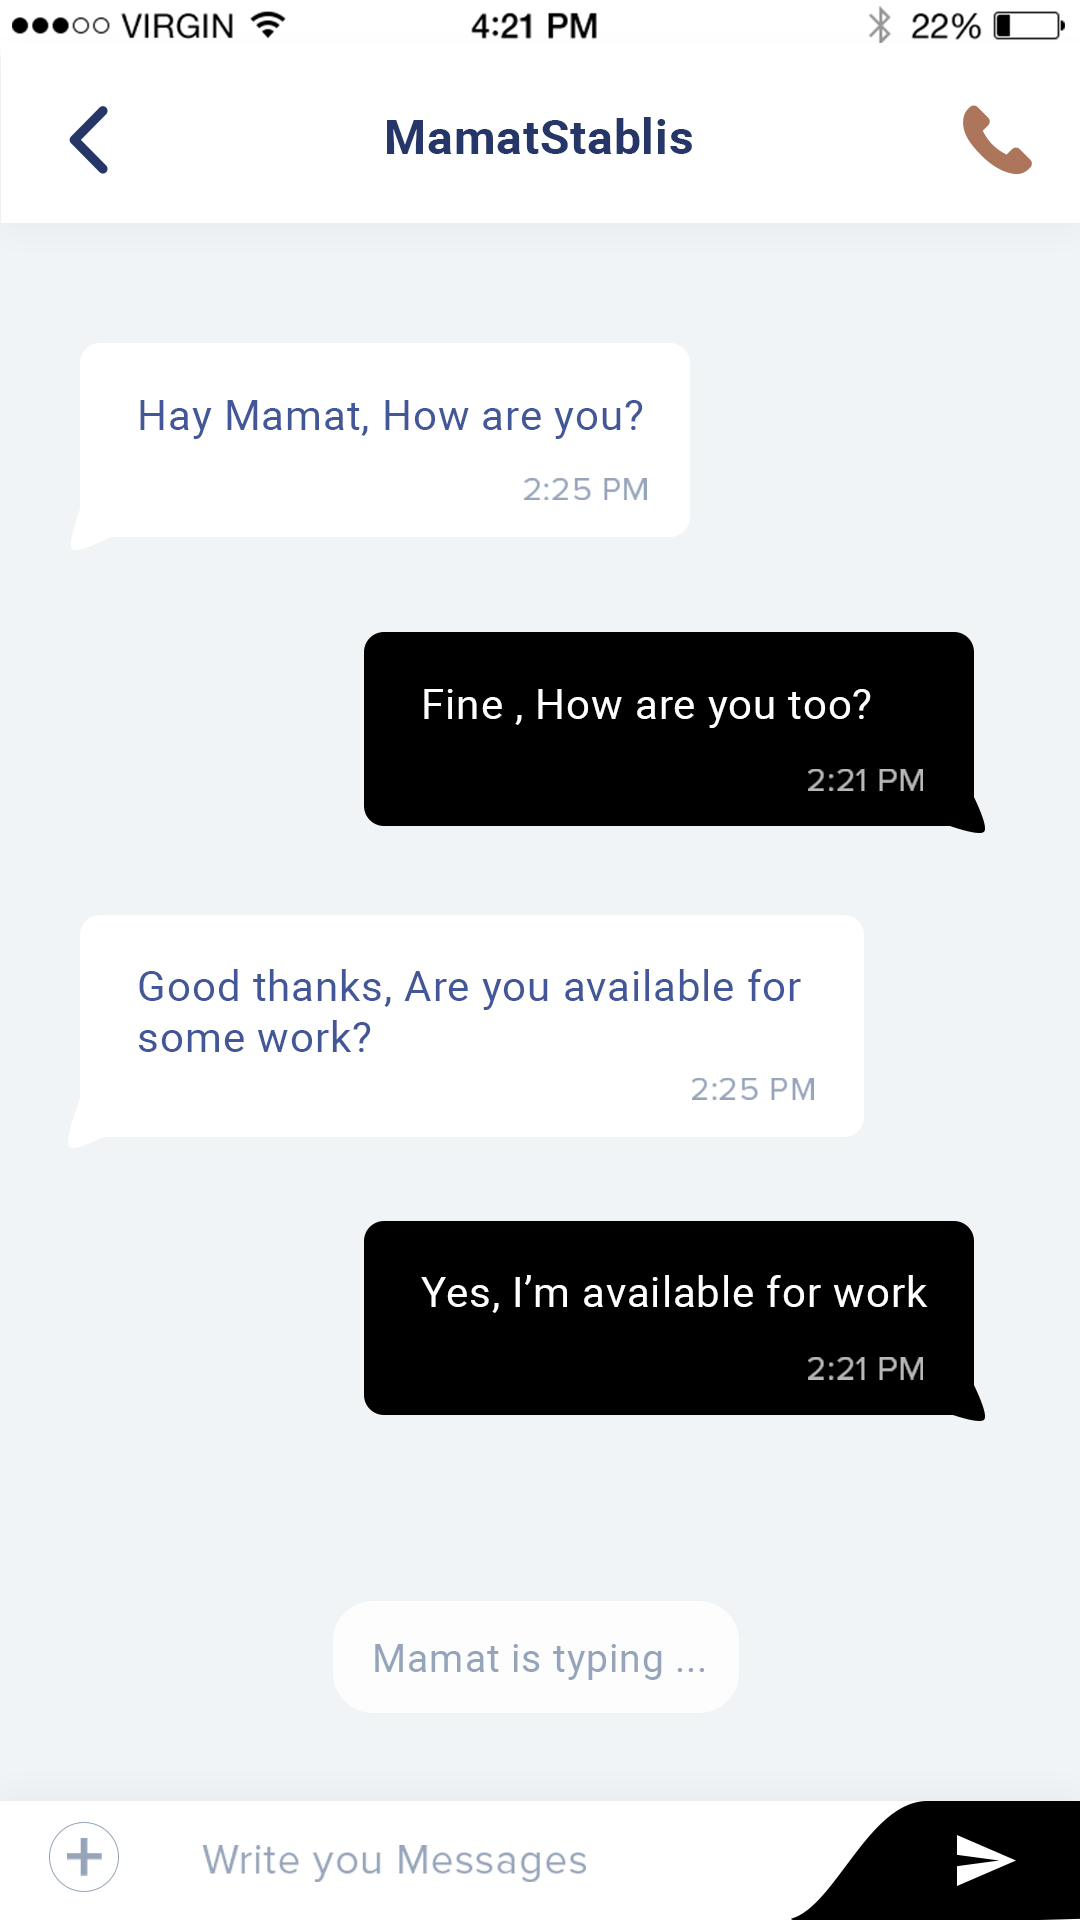 VIRGIN 4:21 PM 22%
MamatStablis
Hay Mamat, How are you?
2:25 PM
Fine , How are you too?
2:21 PM
Good thanks, Are you available for
some work?
2:25 PM
Yes, I’m available for work
2:21 PM
Mamat is typing ...
Write you Messages